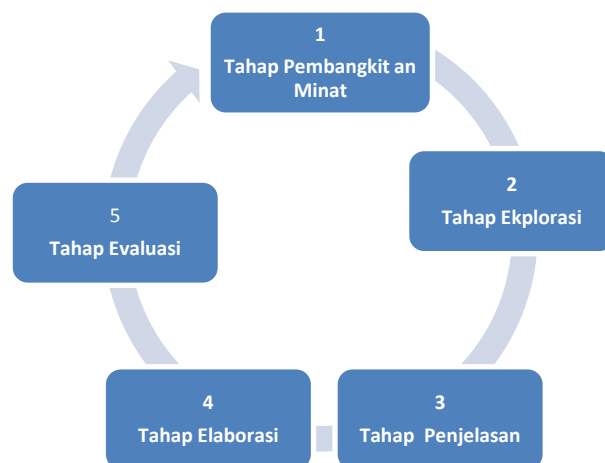 1
Tahap Pembangkit an
Minat
2
Tahap Ekplorasi
3
Tahap Penjelasan
4
Tahap Elaborasi
5
Tahap Evaluasi